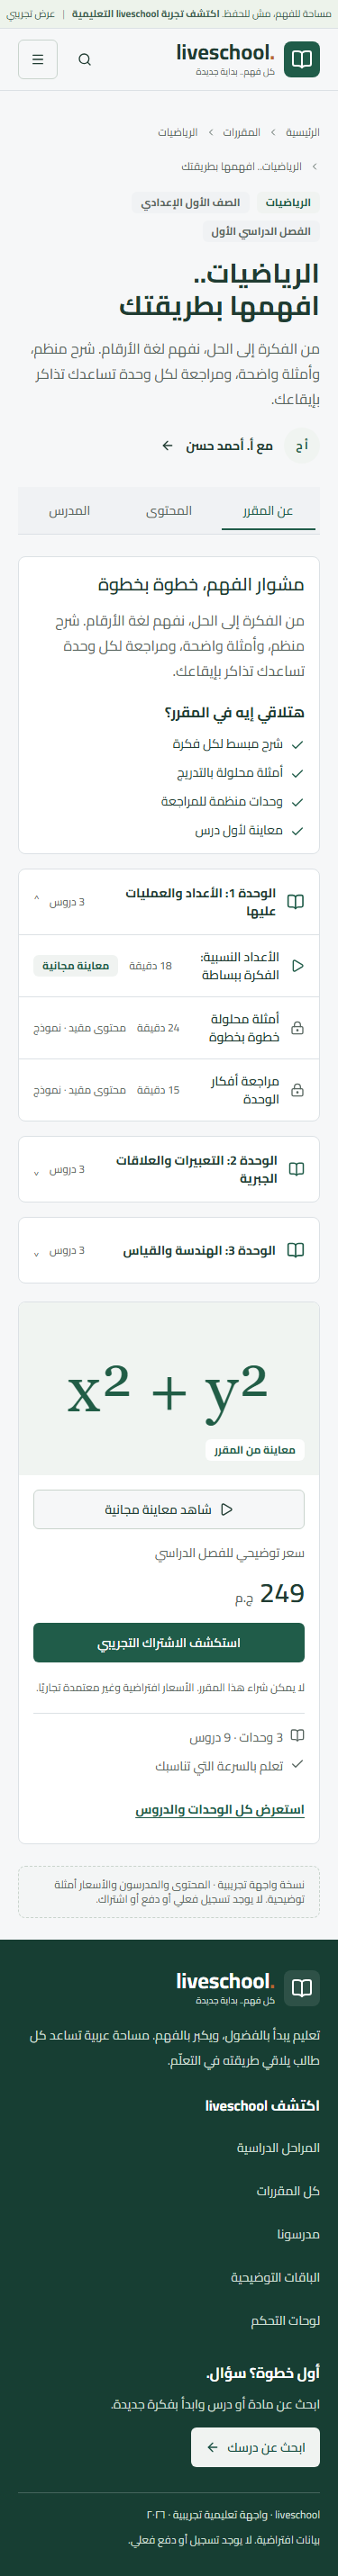 مساحة للفهم، مش للحفظ. اكتشف تجربة liveschool التعليمية | عرض تجريبي
liveschool.
كل فهم.. بداية جديدة
الرئيسية › المقررات › الرياضيات
› الرياضيات.. افهمها بطريقتك
الرياضيات
الصف الأول الإعدادي
الفصل الدراسي الأول
الرياضيات..
افهمها بطريقتك
من الفكرة إلى الحل، نفهم لغة الأرقام. شرح منظم،
وأمثلة واضحة، ومراجعة لكل وحدة تساعدك تذاكر
بإيقاعك.
أ ح
مع أ. أحمد حسن ←
عن المقرر
المحتوى
المدرس
مشوار الفهم، خطوة بخطوة
من الفكرة إلى الحل، نفهم لغة الأرقام. شرح
منظم، وأمثلة واضحة، ومراجعة لكل وحدة
تساعدك تذاكر بإيقاعك.
هتلاقي إيه في المقرر؟
شرح مبسط لكل فكرة
أمثلة محلولة بالتدريج
وحدات منظمة للمراجعة
معاينة لأول درس
الوحدة 1: الأعداد والعمليات
عليها
3 دروس
الأعداد النسبية:
الفكرة ببساطة
18 دقيقة
معاينة مجانية
أمثلة محلولة
خطوة بخطوة
24 دقيقة
محتوى مقيد · نموذج
مراجعة أفكار
الوحدة
15 دقيقة
محتوى مقيد · نموذج
الوحدة 2: التعبيرات والعلاقات
الجبرية
3 دروس
الوحدة 3: الهندسة والقياس
3 دروس
x² + y²
معاينة من المقرر
شاهد معاينة مجانية
سعر توضيحي للفصل الدراسي
249 ج.م
استكشف الاشتراك التجريبي
لا يمكن شراء هذا المقرر. الأسعار افتراضية وغير معتمدة تجاريًا.
3 وحدات · 9 دروس
تعلم بالسرعة التي تناسبك
استعرض كل الوحدات والدروس
نسخة واجهة تجريبية · المحتوى والمدرسون والأسعار أمثلة
توضيحية. لا يوجد تسجيل فعلي أو دفع أو اشتراك.
liveschool.
كل فهم.. بداية جديدة
تعليم يبدأ بالفضول، ويكبر بالفهم. مساحة عربية تساعد كل
طالب يلاقي طريقته في التعلّم.
اكتشف liveschool
المراحل الدراسية
كل المقررات
مدرسونا
الباقات التوضيحية
لوحات التحكم
أول خطوة؟ سؤال.
ابحث عن مادة أو درس وابدأ بفكرة جديدة.
ابحث عن درسك ←
liveschool · واجهة تعليمية تجريبية · ٢٠٢٦
بيانات افتراضية. لا يوجد تسجيل أو دفع فعلي.